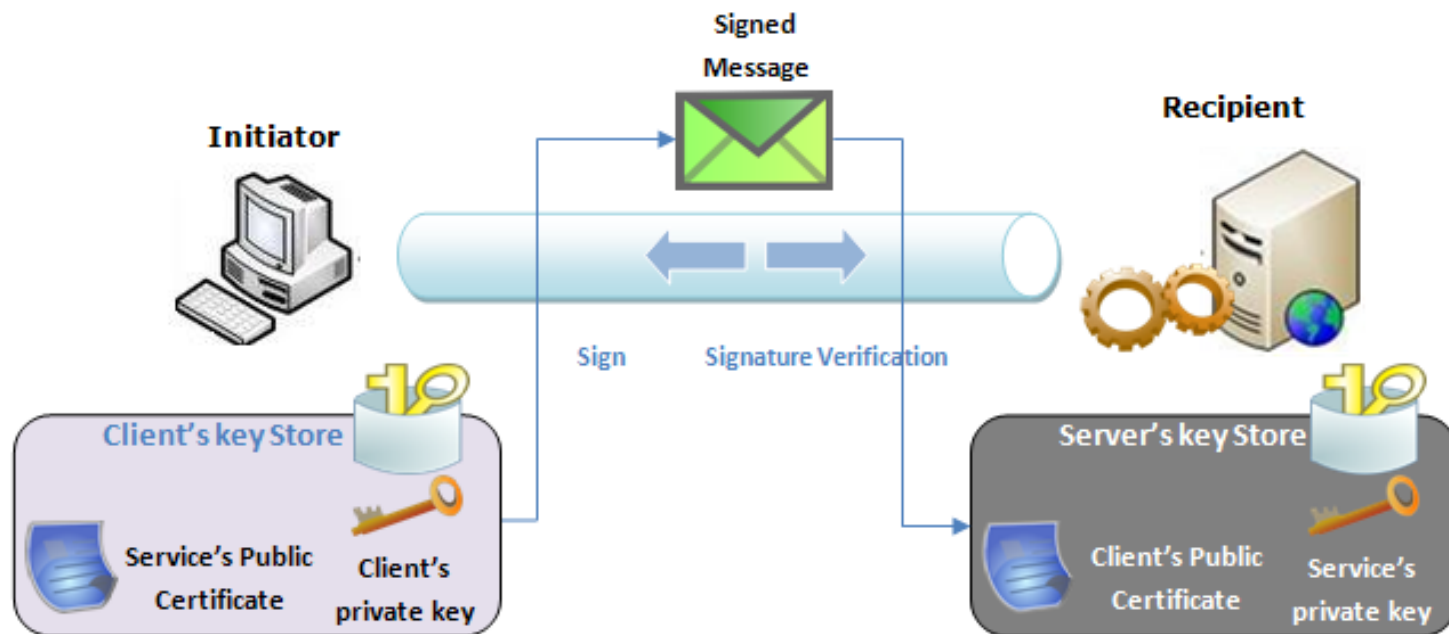 Signed
Message
Initiator
Recipient
Sign
Signature Verification
Client's key Store
Service's Public
Certificate
Client's
private key
Server's key Store
Client's Public
Certificate
Service's
private key